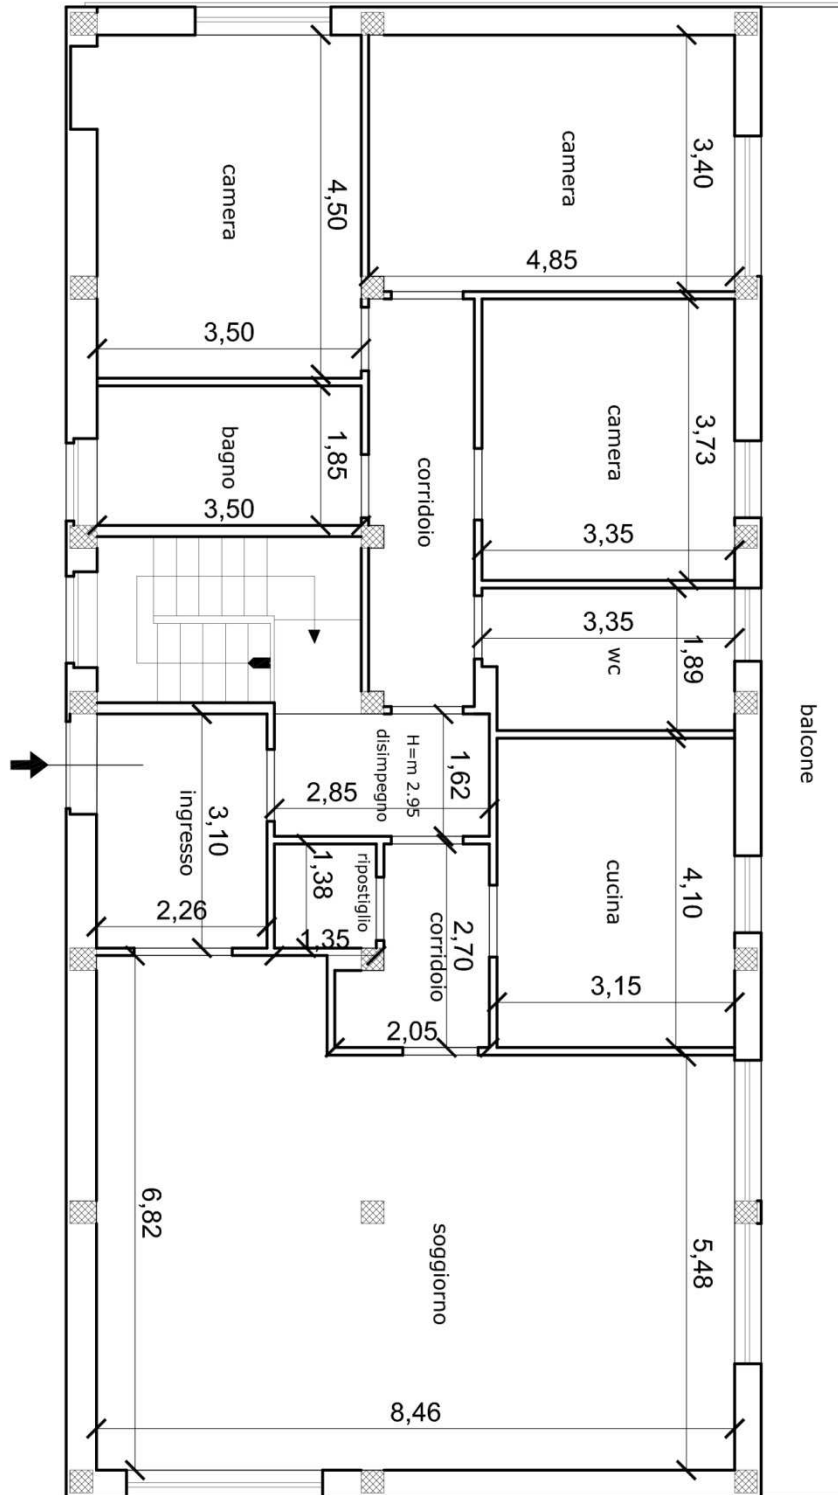 camera
4,50
3,50
camera
3,40
4,85
camera
3,73
3,35
bagno
1,85
3,50
corridoio
3,35
wc
1,89
balcone
H=m 2.95
disimpegno
1,62
2,85
ingresso
3,10
2,26
ripostiglio
1,38
1,35
corridoio
2,70
2,05
cucina
4,10
3,15
soggiorno
6,82
5,48
8,46